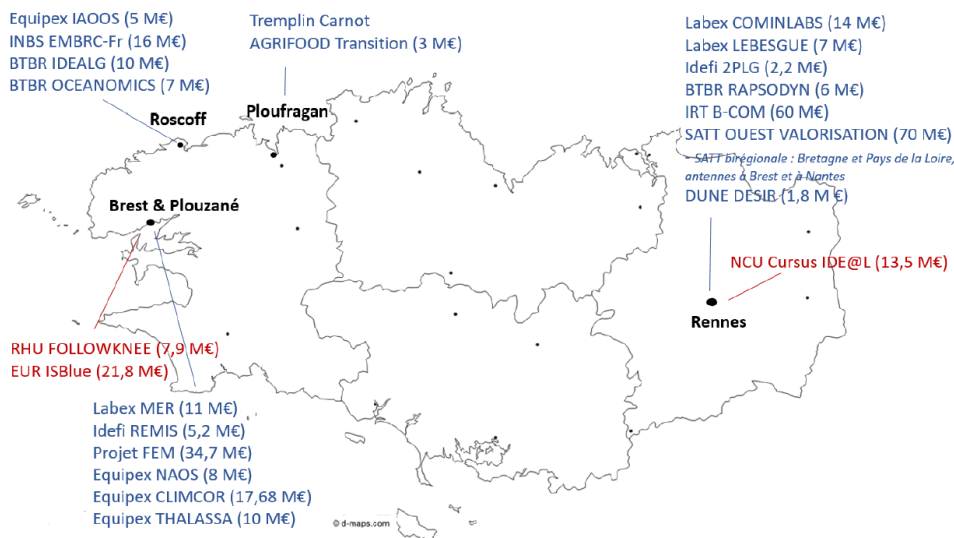 Equipex IAOOS (5 M€)
INBS EMBRC-Fr (16 M€)
BTBR IDEALG (10 M€)
BTBR OCEANOMICS (7 M€)
Roscoff
Tremplin Carnot
AGRIFOOD Transition (3 M€)
Ploufragan
Labex COMINLABS (14 M€)
Labex LEBESGUE (7 M€)
Idefi 2PLG (2,2 M€)
BTBR RAPSODYN (6 M€)
IRT B-COM (60 M€)
SATT OUEST VALORISATION (70 M€)
- SATT birégionale : Bretagne et Pays de la Loire,
antennes à Brest et à Nantes
DUNE DESIR (1,8 M €)
Brest & Plouzané
NCU Cursus IDE@L (13,5 M€)
Rennes
RHU FOLLOWKNEE (7,9 M€)
EUR ISBlue (21,8 M€)
Labex MER (11 M€)
Idefi REMIS (5,2 M€)
Projet FEM (34,7 M€)
Equipex NAOS (8 M€)
Equipex CLIMCOR (17,68 M€)
Equipex THALASSA (10 M€)
© d-maps.com